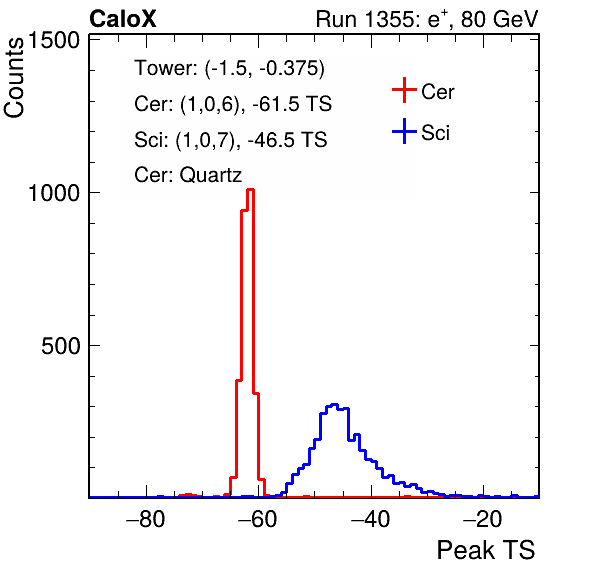 CaloX Run 1355: e⁺, 80 GeV
Counts
1500
Tower: (-1.5, -0.375)
Cer: (1,0,6), -61.5 TS
Sci: (1,0,7), -46.5 TS
Cer: Quartz
Cer
Sci
1000
500
−80 −60 −40 −20
Peak TS